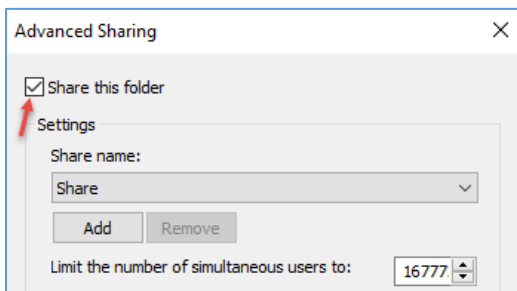 Advanced Sharing
Share this folder
Settings
Share name:
Share
Add Remove
Limit the number of simultaneous users to: 16777